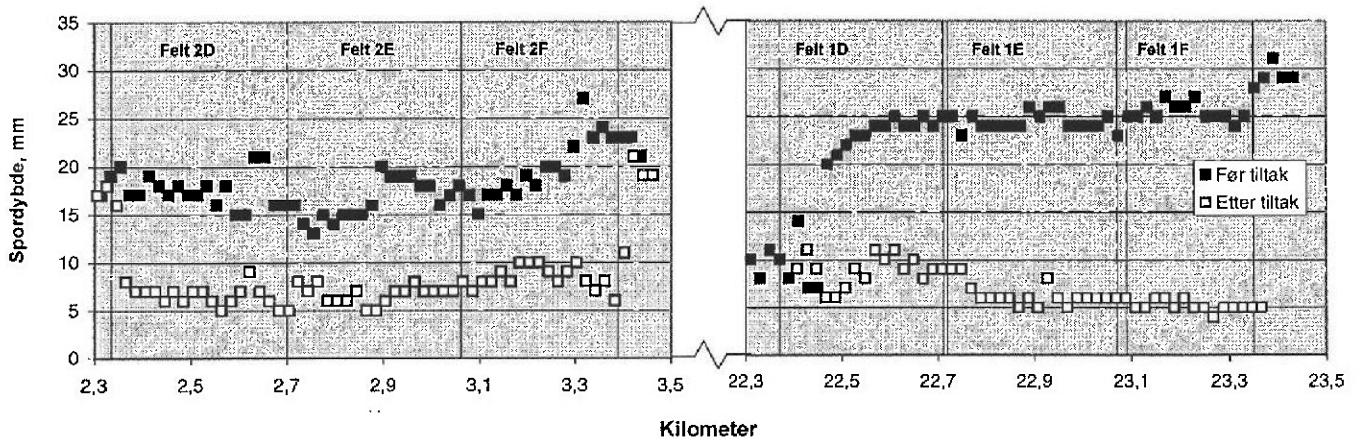 Spordybde, mm
35
30
25
20
15
10
5
0
Felt 2D
Felt 2E
Felt 2F
Felt 1D
Felt 1E
Felt 1F
Før tiltak
Etter tiltak
2,3 2,5 2,7 2,9 3,1 3,3 3,5 22,3 22,5 22,7 22,9 23,1 23,3 23,5
Kilometer